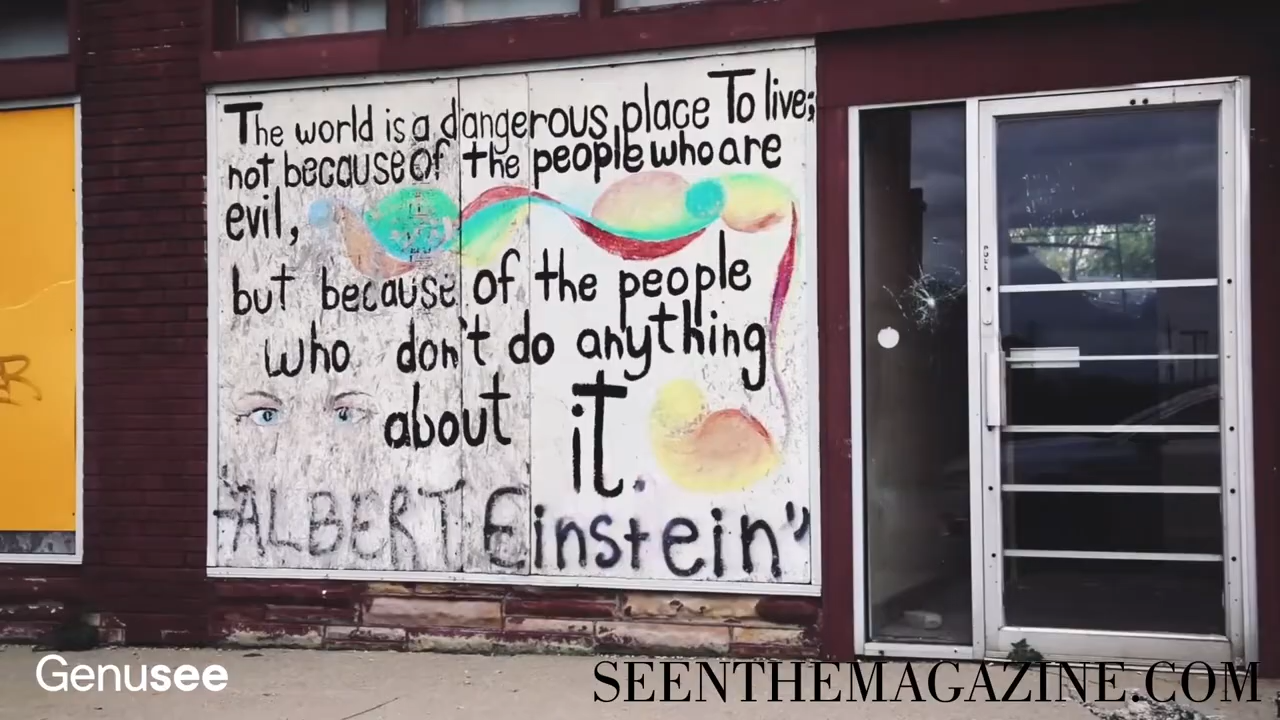 The world is a dangerous place To live;
not because of the people who are
evil,
but because of the people
who don't do anything
about it.
"ALBERT Einstein"
Genusee
SEENTHEMAGAZINE.COM